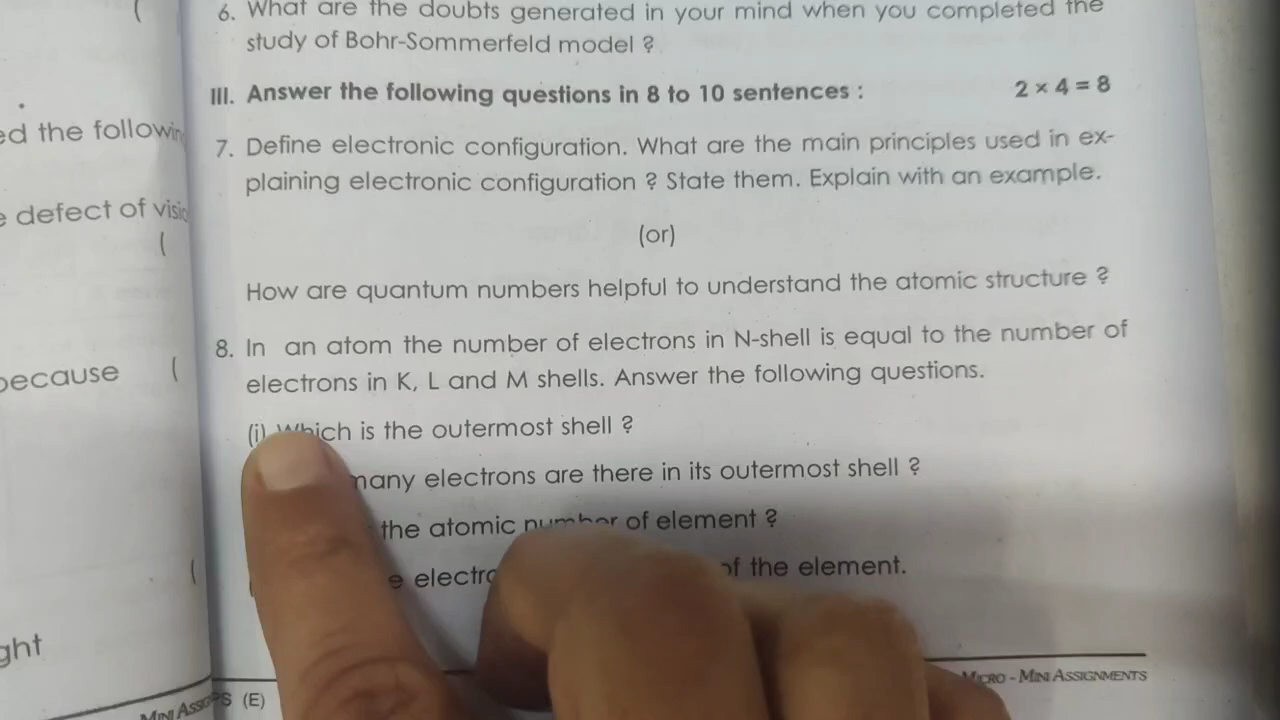 6. What are the doubts generated in your mind when you completed the
study of Bohr-Sommerfeld model ?
III. Answer the following questions in 8 to 10 sentences : 2 × 4 = 8
ed the following
7. Define electronic configuration. What are the main principles used in ex-
plaining electronic configuration ? State them. Explain with an example.
e defect of
(or)
How are quantum numbers helpful to understand the atomic structure ?
8. In an atom the number of electrons in N-shell is equal to the number of
because (
electrons in K, L and M shells. Answer the following questions.
(i) Which is the outermost shell ?
many electrons are there in its outermost shell ?
the atomic number of element ?
of the element.
ght
(E)
MICRO - MINI ASSIGNMENTS